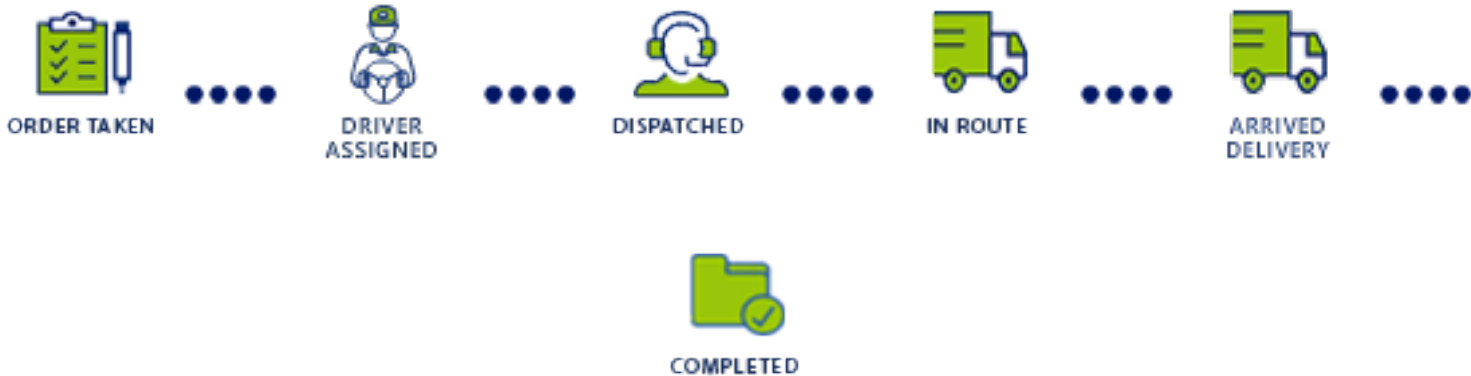 ORDER TAKEN
DRIVER
ASSIGNED
DISPATCHED
IN ROUTE
ARRIVED
DELIVERY
COMPLETED